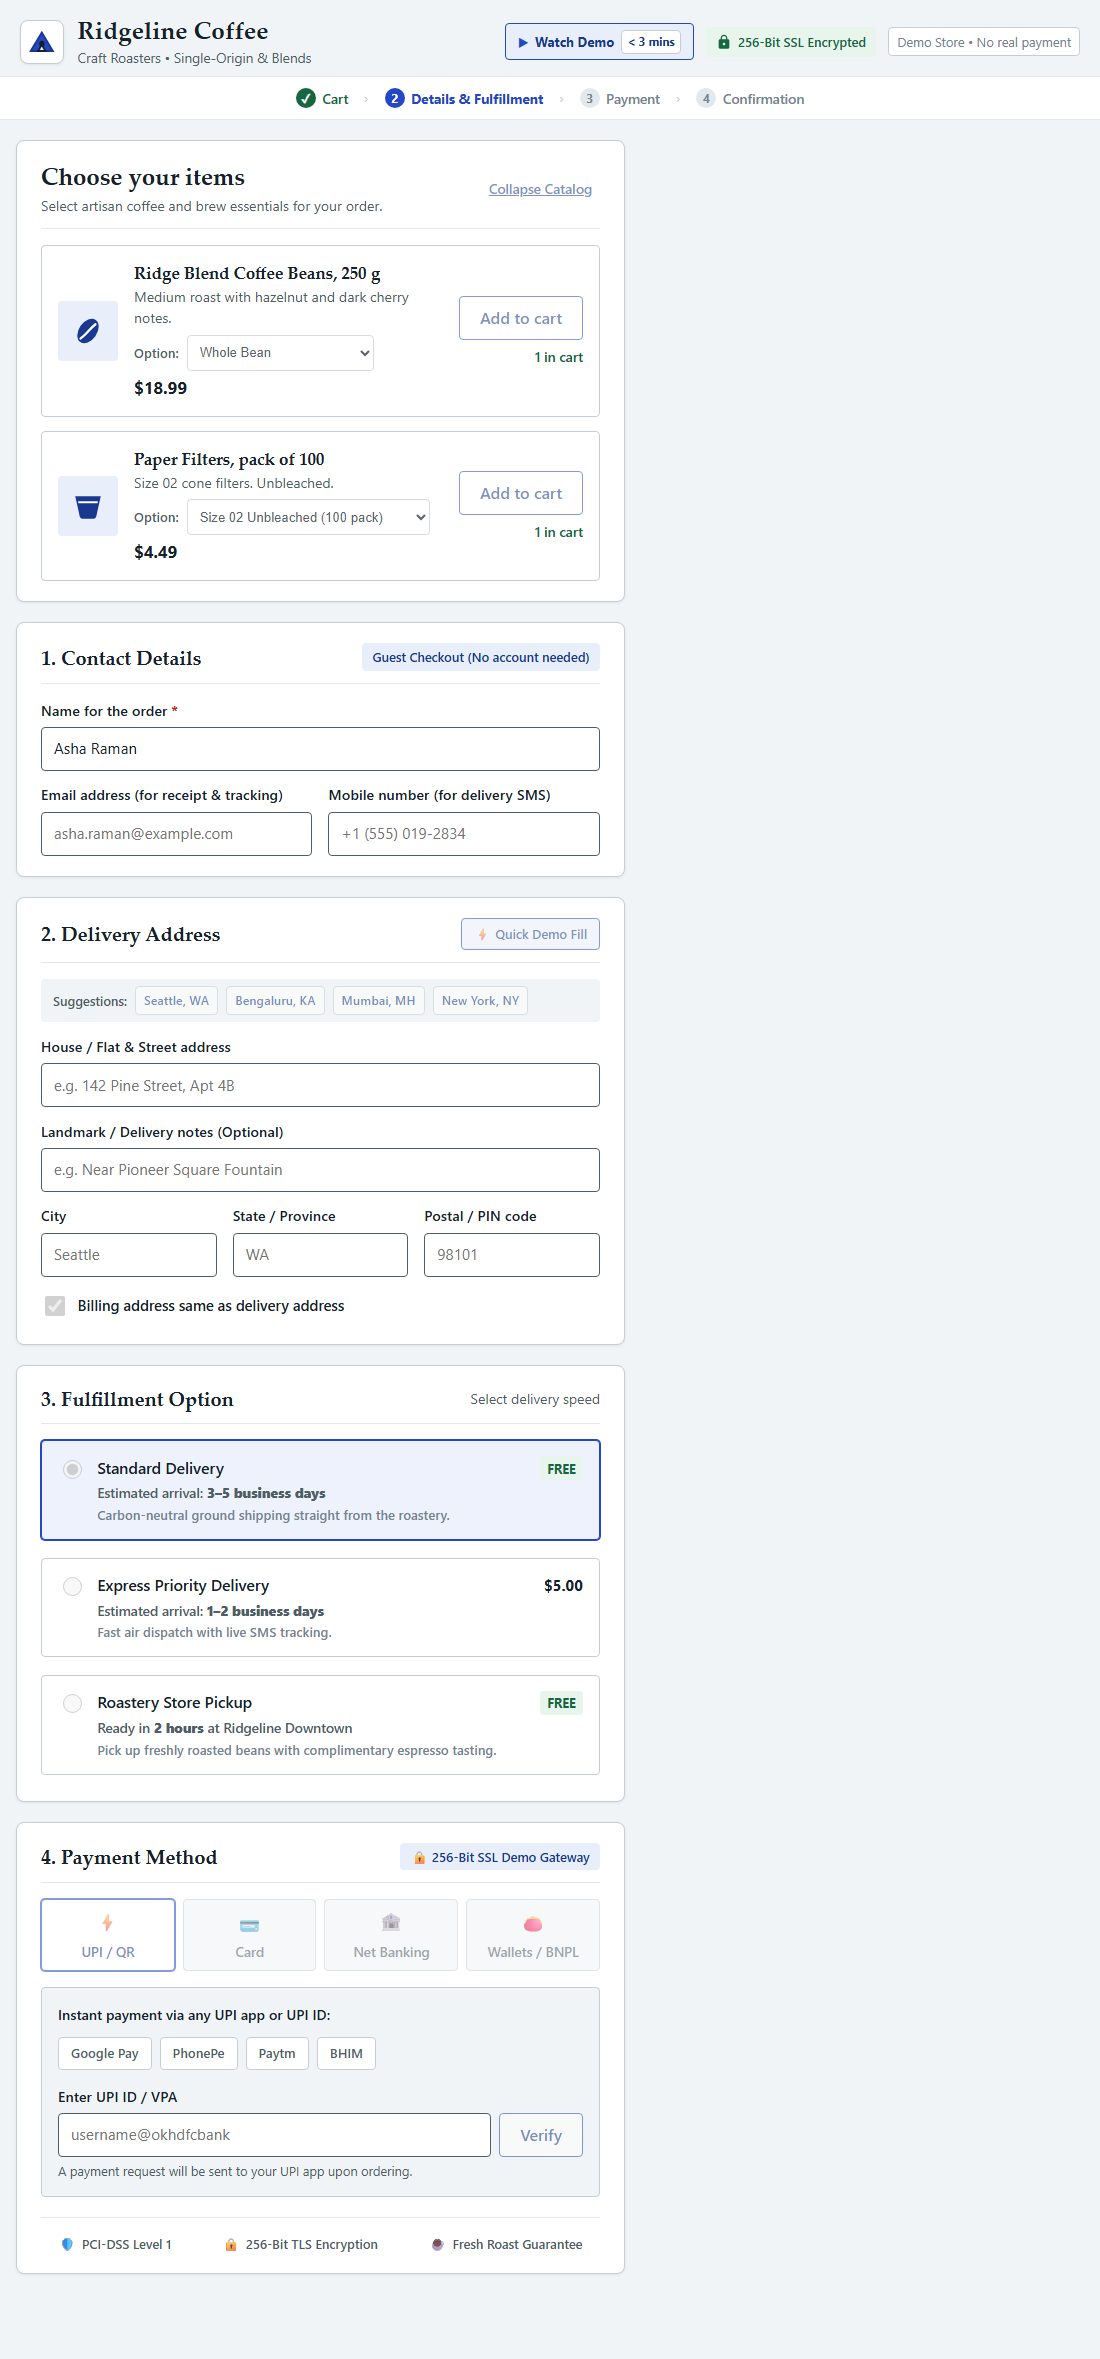 Ridgeline Coffee
Craft Roasters • Single-Origin & Blends
▶ Watch Demo < 3 mins
256-Bit SSL Encrypted
Demo Store • No real payment
✓ Cart › 2 Details & Fulfillment › 3 Payment › 4 Confirmation
Choose your items
Select artisan coffee and brew essentials for your order.
Collapse Catalog
Ridge Blend Coffee Beans, 250 g
Medium roast with hazelnut and dark cherry
notes.
Option: Whole Bean
$18.99
Add to cart
1 in cart
Paper Filters, pack of 100
Size 02 cone filters. Unbleached.
Option: Size 02 Unbleached (100 pack)
$4.49
Add to cart
1 in cart
1. Contact Details
Guest Checkout (No account needed)
Name for the order *
Asha Raman
Email address (for receipt & tracking)
asha.raman@example.com
Mobile number (for delivery SMS)
+1 (555) 019-2834
2. Delivery Address
Quick Demo Fill
Suggestions: Seattle, WA Bengaluru, KA Mumbai, MH New York, NY
House / Flat & Street address
e.g. 142 Pine Street, Apt 4B
Landmark / Delivery notes (Optional)
e.g. Near Pioneer Square Fountain
City
Seattle
State / Province
WA
Postal / PIN code
98101
Billing address same as delivery address
3. Fulfillment Option
Select delivery speed
Standard Delivery
FREE
Estimated arrival: 3–5 business days
Carbon-neutral ground shipping straight from the roastery.
Express Priority Delivery
$5.00
Estimated arrival: 1–2 business days
Fast air dispatch with live SMS tracking.
Roastery Store Pickup
FREE
Ready in 2 hours at Ridgeline Downtown
Pick up freshly roasted beans with complimentary espresso tasting.
4. Payment Method
256-Bit SSL Demo Gateway
UPI / QR
Card
Net Banking
Wallets / BNPL
Instant payment via any UPI app or UPI ID:
Google Pay PhonePe Paytm BHIM
Enter UPI ID / VPA
username@okhdfcbank
Verify
A payment request will be sent to your UPI app upon ordering.
PCI-DSS Level 1
256-Bit TLS Encryption
Fresh Roast Guarantee